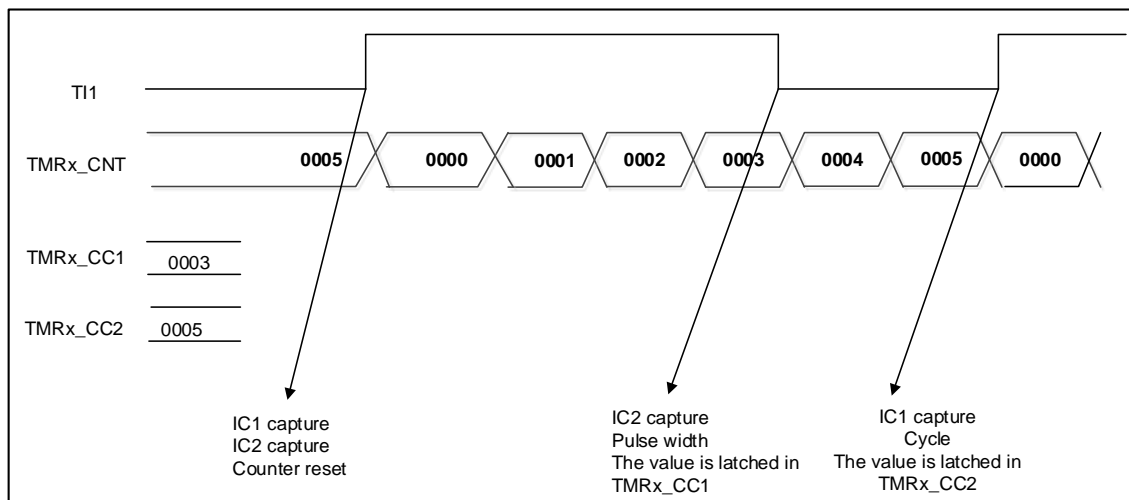 TI1
TMRx_CNT
0005 0000 0001 0002 0003 0004 0005 0000
TMRx_CC1
0003
TMRx_CC2
0005
IC1 capture
IC2 capture
Counter reset
IC2 capture
Pulse width
The value is latched in
TMRx_CC1
IC1 capture
Cycle
The value is latched in
TMRx_CC2